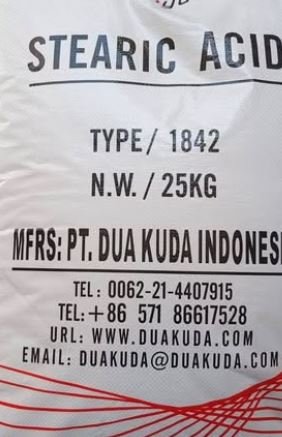 STEARIC ACID
TYPE/ 1842
N.W. / 25KG
MFRS: PT. DUA KUDA INDONESI
TEL: 0062-21-4407915
TEL:+86 571 86617528
URL: WWW.DUAKUDA.COM
EMAIL: DUAKUDA@DUAKUDA.COM